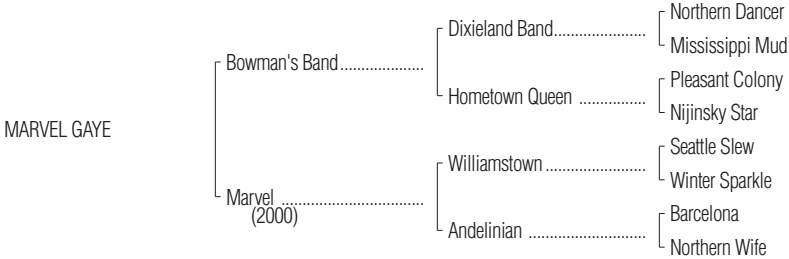 Northern Dancer
Dixieland Band......................
Mississippi Mud
Bowman's Band....................
Pleasant Colony
Hometown Queen ................
Nijinsky Star
MARVEL GAYE
Seattle Slew
Williamstown........................
Winter Sparkle
Marvel ..................................
(2000)
Barcelona
Andelinian ............................
Northern Wife